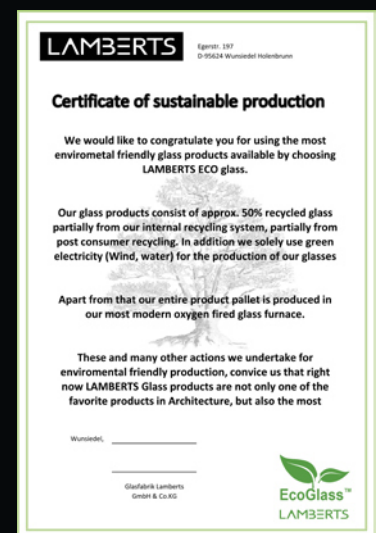 LAMBERTS
Egerstr. 197
D-95624 Wunsiedel Holenbrunn
Certificate of sustainable production
We would like to congratulate you for using the most
envirometal friendly glass products available by choosing
LAMBERTS ECO glass.
Our glass products consist of approx. 50% recycled glass
partially from our internal recycling system, partially from
post consumer recycling. In addition we solely use green
electricity (Wind, water) for the production of our glasses
Apart from that our entire product pallet is produced in
our most modern oxygen fired glass furnace.
These and many other actions we undertake for
enviromental friendly production, convice us that right
now LAMBERTS Glass products are not only one of the
favorite products in Architecture, but also the most
Wunsiedel,
Glasfabrik Lamberts
GmbH & Co.KG
EcoGlass™
LAMBERTS